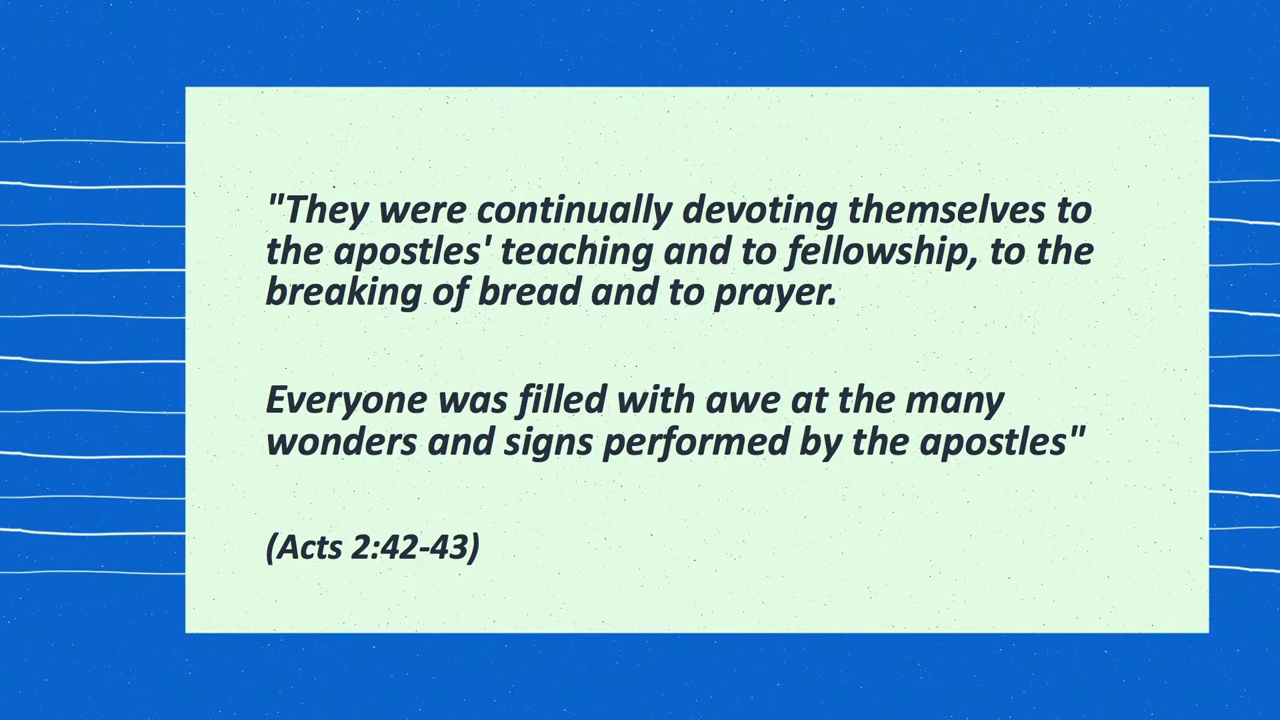 "They were continually devoting themselves to
the apostles' teaching and to fellowship, to the
breaking of bread and to prayer.
Everyone was filled with awe at the many
wonders and signs performed by the apostles"
(Acts 2:42-43)